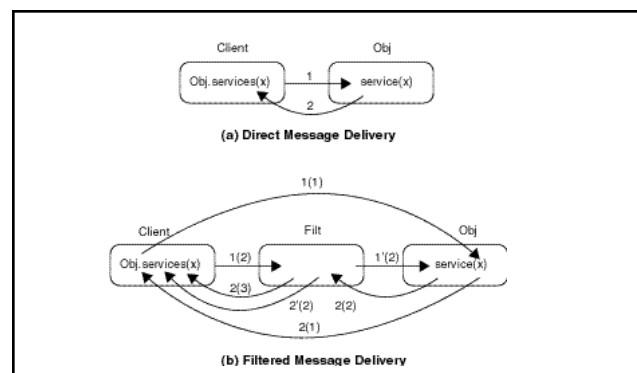 Client Obj
Obj.services(x) 1 service(x)
2
(a) Direct Message Delivery
1(1)
Client Filt Obj
Obj.services(x) 1(2) 1'(2) service(x)
2(3) 2'(2) 2(2)
2(1)
(b) Filtered Message Delivery